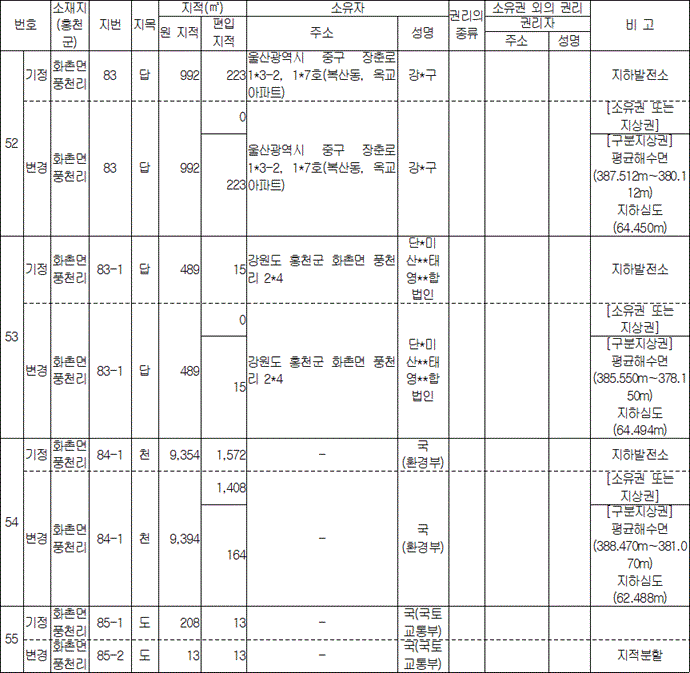 번호 소재지 (홍천 군) 지번 지목 지적(㎡) 소유자 권리의 종류 소유권 외의 권리 비 고
원 지적 편입 지적 주소 성명 권리자
주소 성명
52
기정 화촌면 풍천리 83 답 992 223 울산광역시 중구 장춘로 1*3-2, 1*7호(복산동, 옥교 아파트) 강*구 지하발전소
변경 화촌면 풍천리 83 답 992 울산광역시 중구 장춘로 1*3-2, 1*7호(복산동, 옥교 아파트) 강*구
0 [소유권 또는
지상권]
223 [구분지상권]
평균해수면
(387.512m~380.1
12m)
지하심도
(64.450m)
53
기정 화촌면 풍천리 83-1 답 489 15 강원도 홍천군 화촌면 풍천 리 2*4 단*미 산**태 영**합 법인 지하발전소
변경 화촌면 풍천리 83-1 답 489 강원도 홍천군 화촌면 풍천 리 2*4 단*미 산**태 영**합 법인
0 [소유권 또는
지상권]
15 [구분지상권]
평균해수면
(385.550m~378.1
50m)
지하심도
(64.494m)
54
기정 화촌면 풍천리 84-1 천 9,354 1,572 - 국 (환경부) 지하발전소
변경 화촌면 풍천리 84-1 천 9,394 - 국 (환경부)
1,408 [소유권 또는
지상권]
164 [구분지상권]
평균해수면
(388.470m~381.0
70m)
지하심도
(62.488m)
55
기정 화촌면 풍천리 85-1 도 208 13 - 국(국토 교통부)
변경 화촌면 풍천리 85-2 도 13 13 - 국(국토 교통부) 지적분할